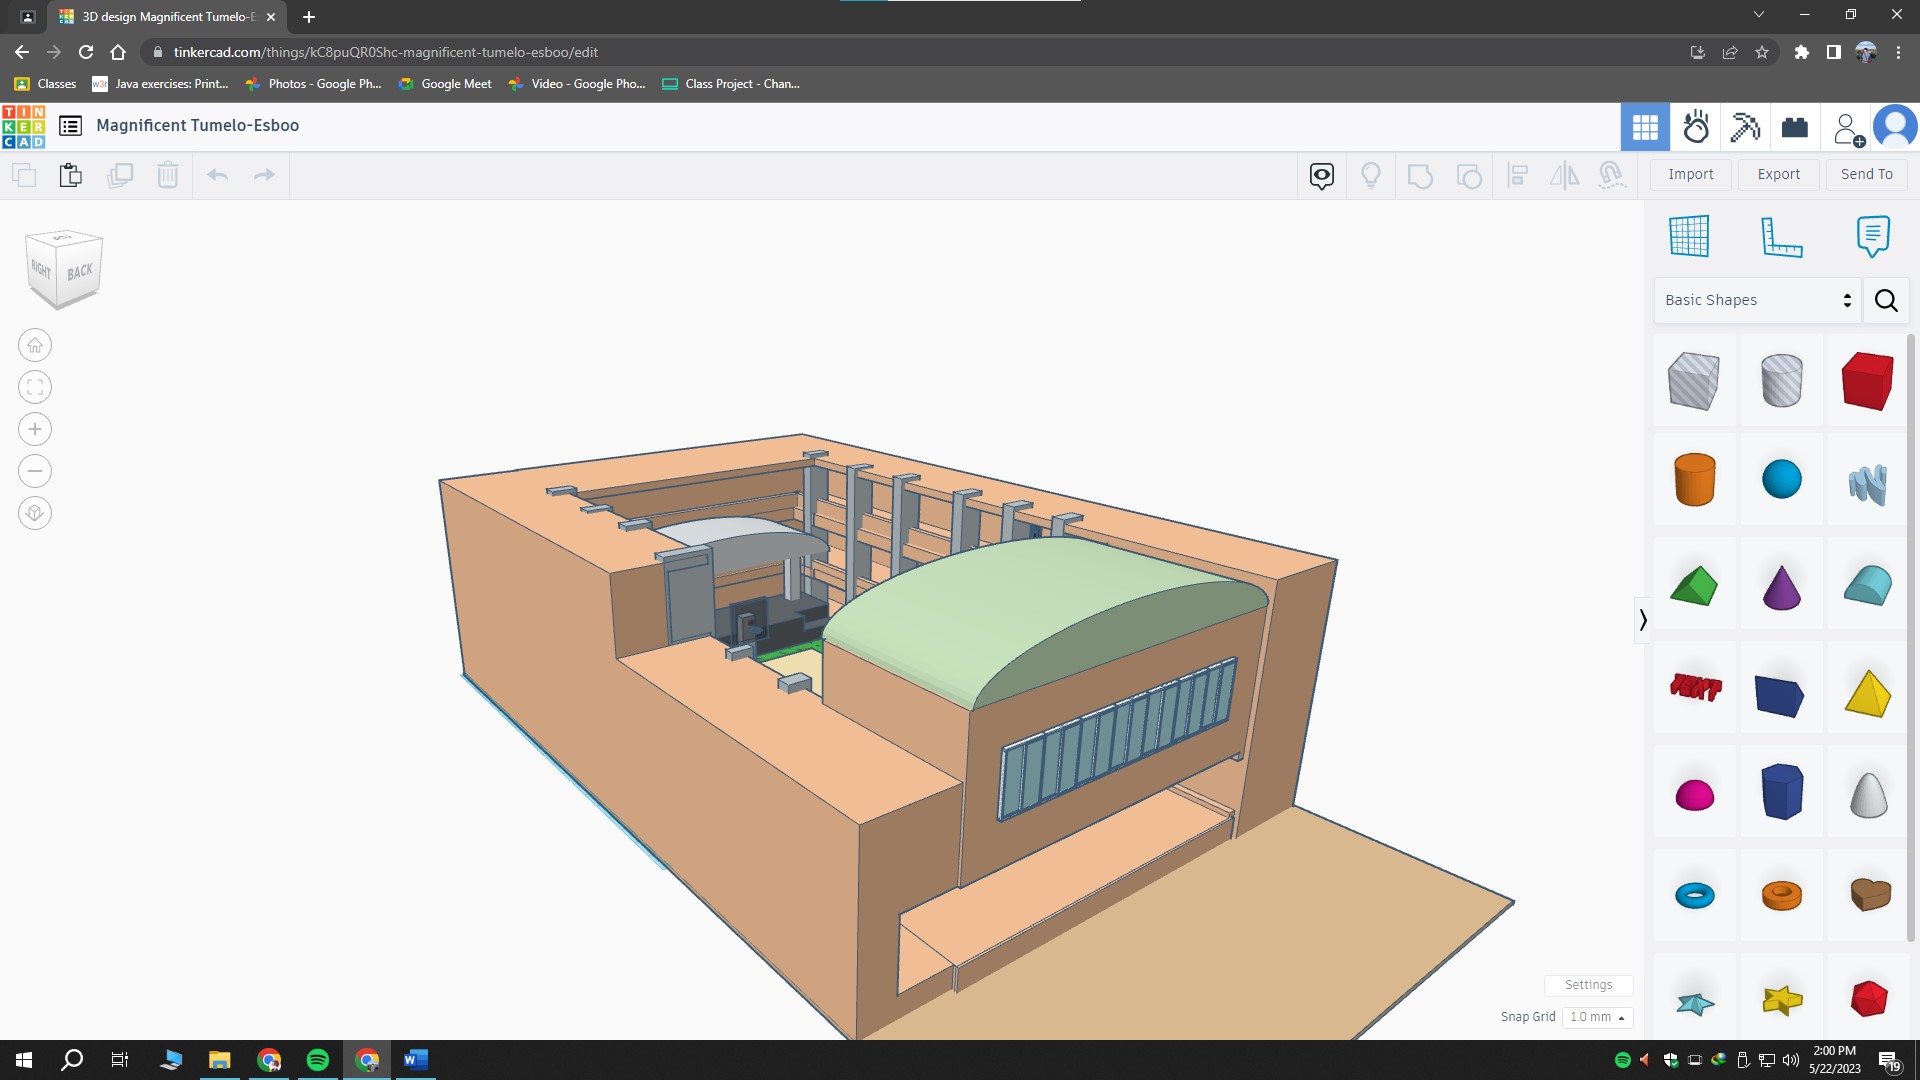 3D design Magnificent Tumelo-E
tinkercad.com/things/kC8puQR0Shc-magnificent-tumelo-esboo/edit
Classes
w3r
Java exercises: Print...
Photos - Google Ph...
Google Meet
Video - Google Pho...
Class Project - Chan...
TIN
KER
CAD
Magnificent Tumelo-Esboo
Import
Export
Send To
RIGHT
BACK
Basic Shapes
TEXT
Settings
Snap Grid
1.0 mm
W
2:00 PM
5/22/2023
19